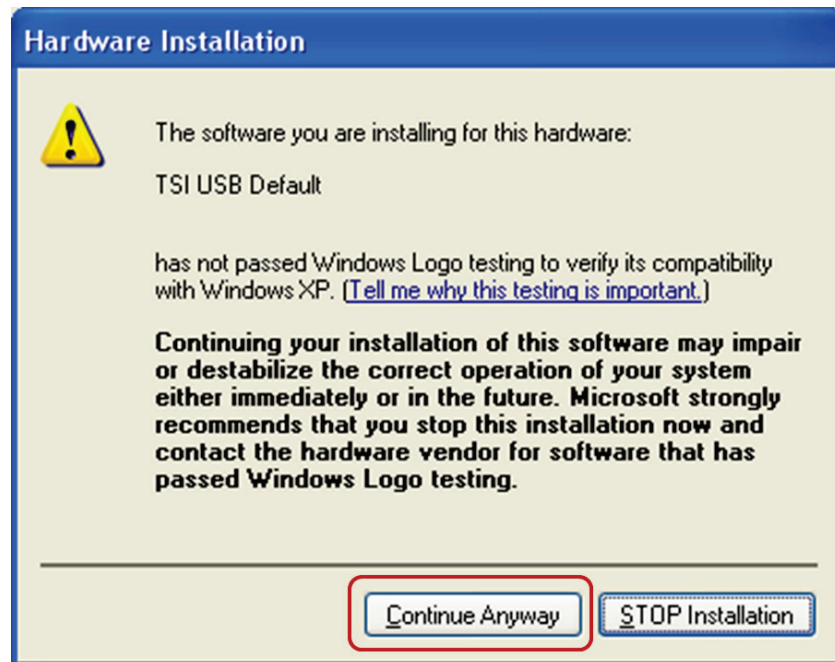 Hardware Installation
The software you are installing for this hardware:
TSI USB Default
has not passed Windows Logo testing to verify its compatibility
with Windows XP. (Tell me why this testing is important.)
Continuing your installation of this software may impair
or destabilize the correct operation of your system
either immediately or in the future. Microsoft strongly
recommends that you stop this installation now and
contact the hardware vendor for software that has
passed Windows Logo testing.
Continue Anyway
STOP Installation